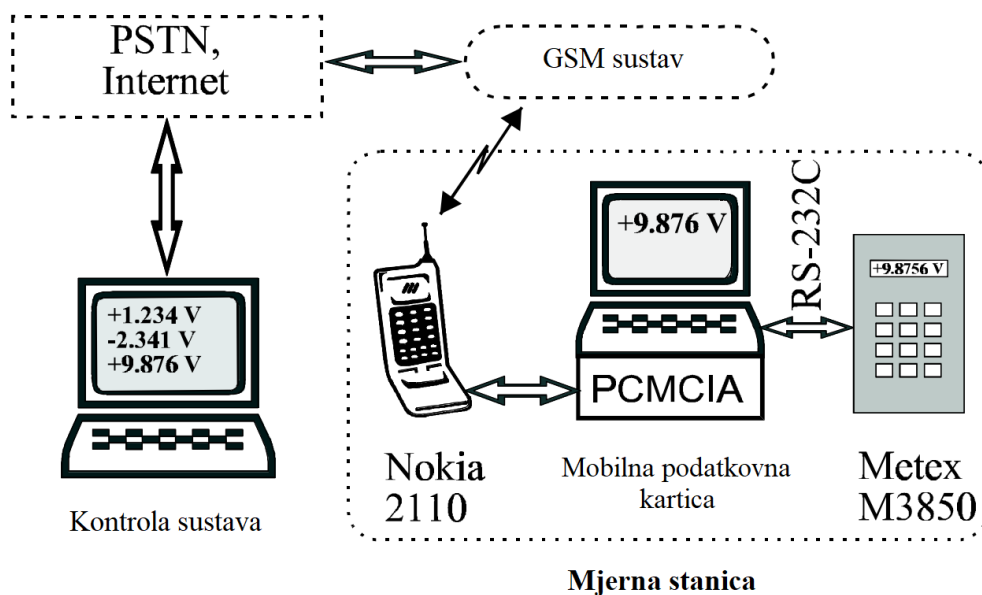 PSTN,
Internet
GSM sustav
+1.234 V
-2.341 V
+9.876 V
Kontrola sustava
+9.876 V
RS-232C
+9.8756 V
PCMCIA
Nokia
2110
Mobilna podatkovna
kartica
Metex
M3850
Mjerna stanica